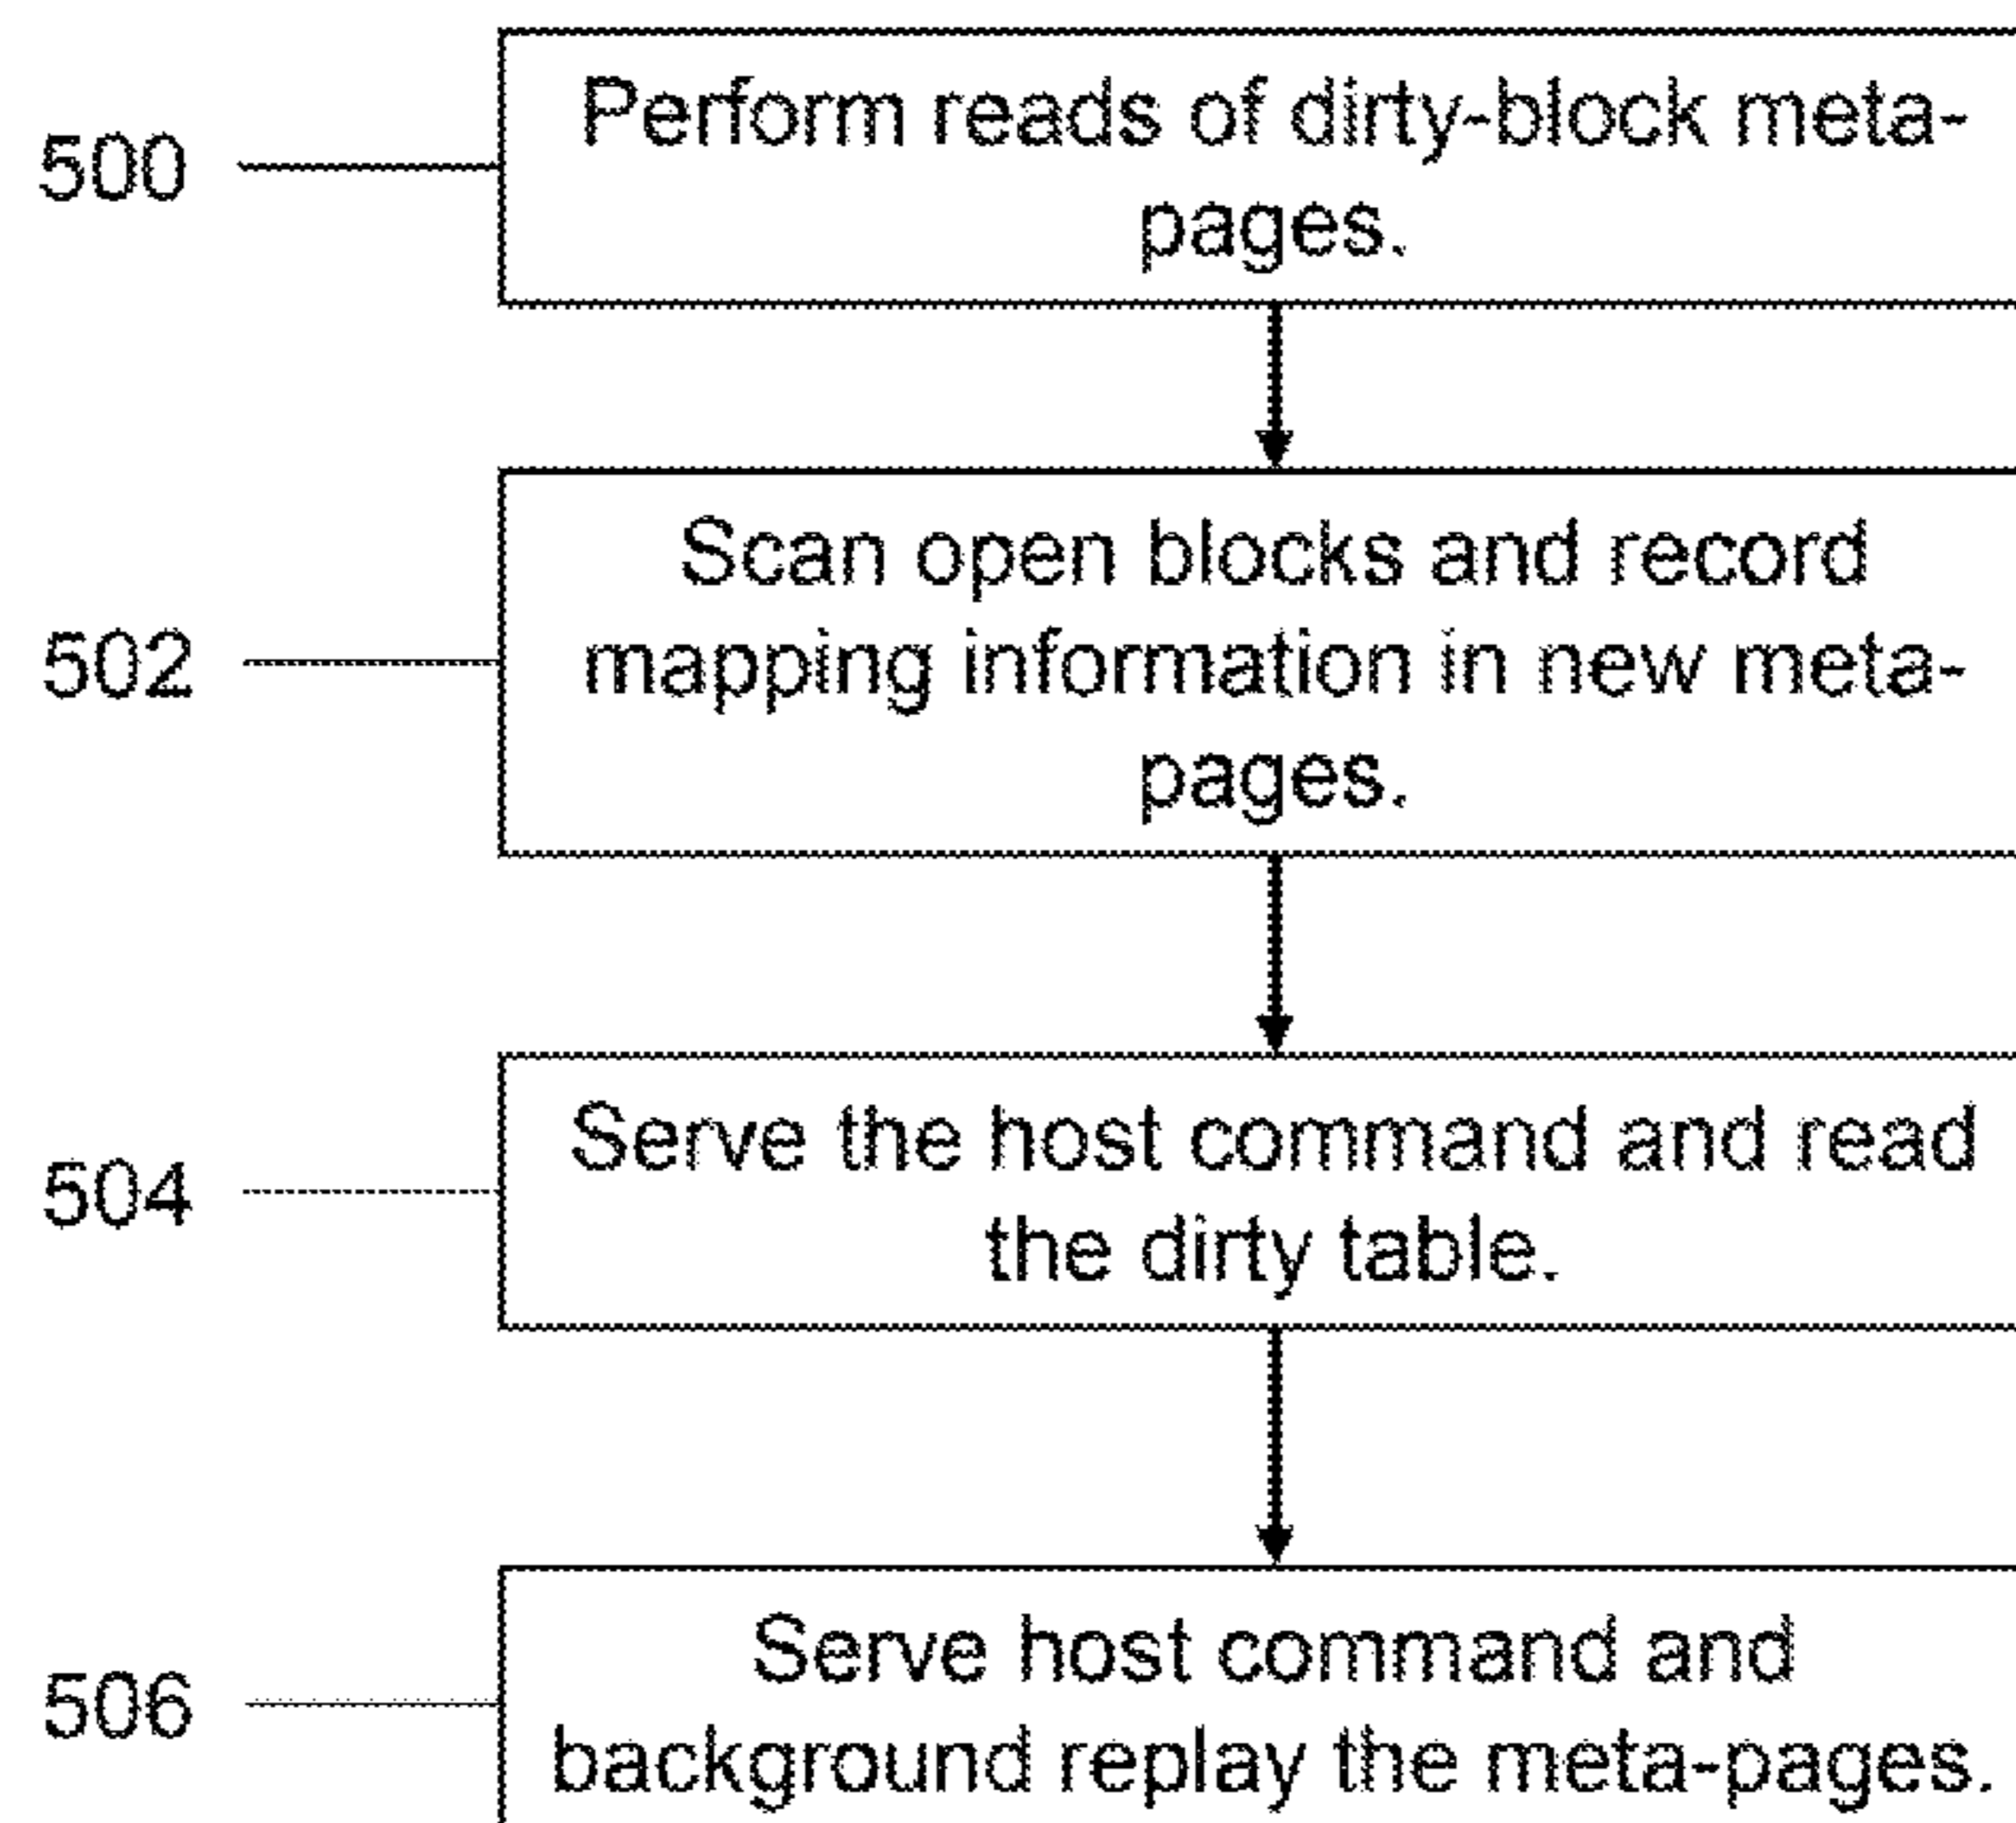 Perform reads of dirty-block meta-
500
pages.
Scan open blocks and record
502
mapping information in new meta-
pages.
Serve the host command and read
504
the dirty table.
Serve host command and
506
background replay the meta-pages.